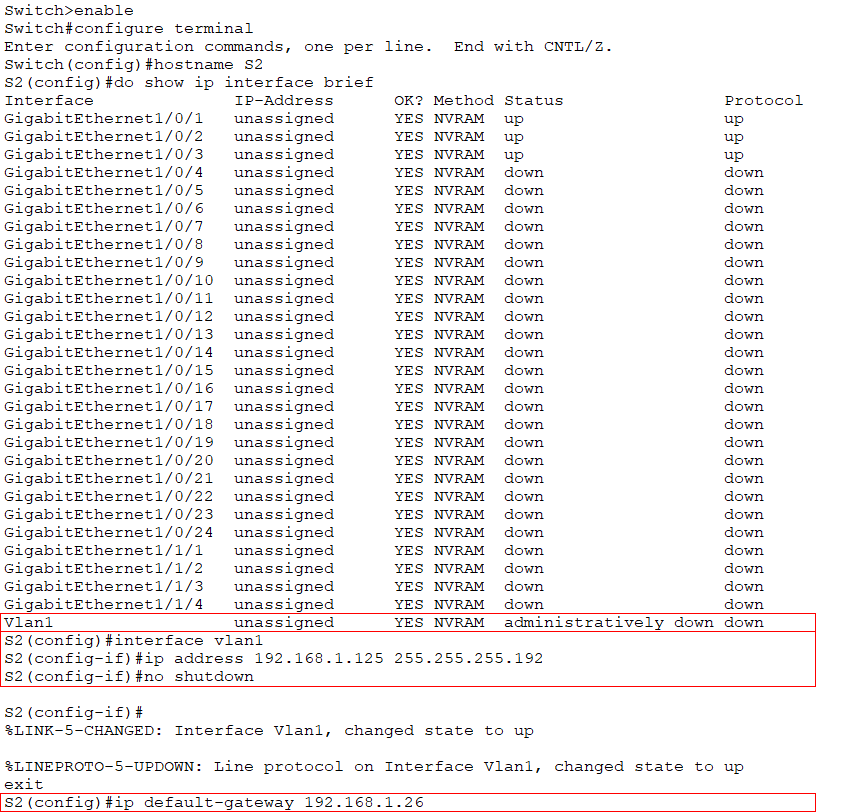 Switch>enable
Switch#configure terminal
Enter configuration commands, one per line.  End with CNTL/Z.
Switch(config)#hostname S2
S2(config)#do show ip interface brief
Interface              IP-Address      OK? Method Status                Protocol
GigabitEthernet1/0/1   unassigned      YES NVRAM  up                    up
GigabitEthernet1/0/2   unassigned      YES NVRAM  up                    up
GigabitEthernet1/0/3   unassigned      YES NVRAM  up                    up
GigabitEthernet1/0/4   unassigned      YES NVRAM  down                  down
GigabitEthernet1/0/5   unassigned      YES NVRAM  down                  down
GigabitEthernet1/0/6   unassigned      YES NVRAM  down                  down
GigabitEthernet1/0/7   unassigned      YES NVRAM  down                  down
GigabitEthernet1/0/8   unassigned      YES NVRAM  down                  down
GigabitEthernet1/0/9   unassigned      YES NVRAM  down                  down
GigabitEthernet1/0/10  unassigned      YES NVRAM  down                  down
GigabitEthernet1/0/11  unassigned      YES NVRAM  down                  down
GigabitEthernet1/0/12  unassigned      YES NVRAM  down                  down
GigabitEthernet1/0/13  unassigned      YES NVRAM  down                  down
GigabitEthernet1/0/14  unassigned      YES NVRAM  down                  down
GigabitEthernet1/0/15  unassigned      YES NVRAM  down                  down
GigabitEthernet1/0/16  unassigned      YES NVRAM  down                  down
GigabitEthernet1/0/17  unassigned      YES NVRAM  down                  down
GigabitEthernet1/0/18  unassigned      YES NVRAM  down                  down
GigabitEthernet1/0/19  unassigned      YES NVRAM  down                  down
GigabitEthernet1/0/20  unassigned      YES NVRAM  down                  down
GigabitEthernet1/0/21  unassigned      YES NVRAM  down                  down
GigabitEthernet1/0/22  unassigned      YES NVRAM  down                  down
GigabitEthernet1/0/23  unassigned      YES NVRAM  down                  down
GigabitEthernet1/0/24  unassigned      YES NVRAM  down                  down
GigabitEthernet1/1/1   unassigned      YES NVRAM  down                  down
GigabitEthernet1/1/2   unassigned      YES NVRAM  down                  down
GigabitEthernet1/1/3   unassigned      YES NVRAM  down                  down
GigabitEthernet1/1/4   unassigned      YES NVRAM  down                  down
Vlan1                  unassigned      YES NVRAM  administratively down down
S2(config)#interface vlan1
S2(config-if)#ip address 192.168.1.125 255.255.255.192
S2(config-if)#no shutdown
S2(config-if)#
%LINK-5-CHANGED: Interface Vlan1, changed state to up
%LINEPROTO-5-UPDOWN: Line protocol on Interface Vlan1, changed state to up
exit
S2(config)#ip default-gateway 192.168.1.26